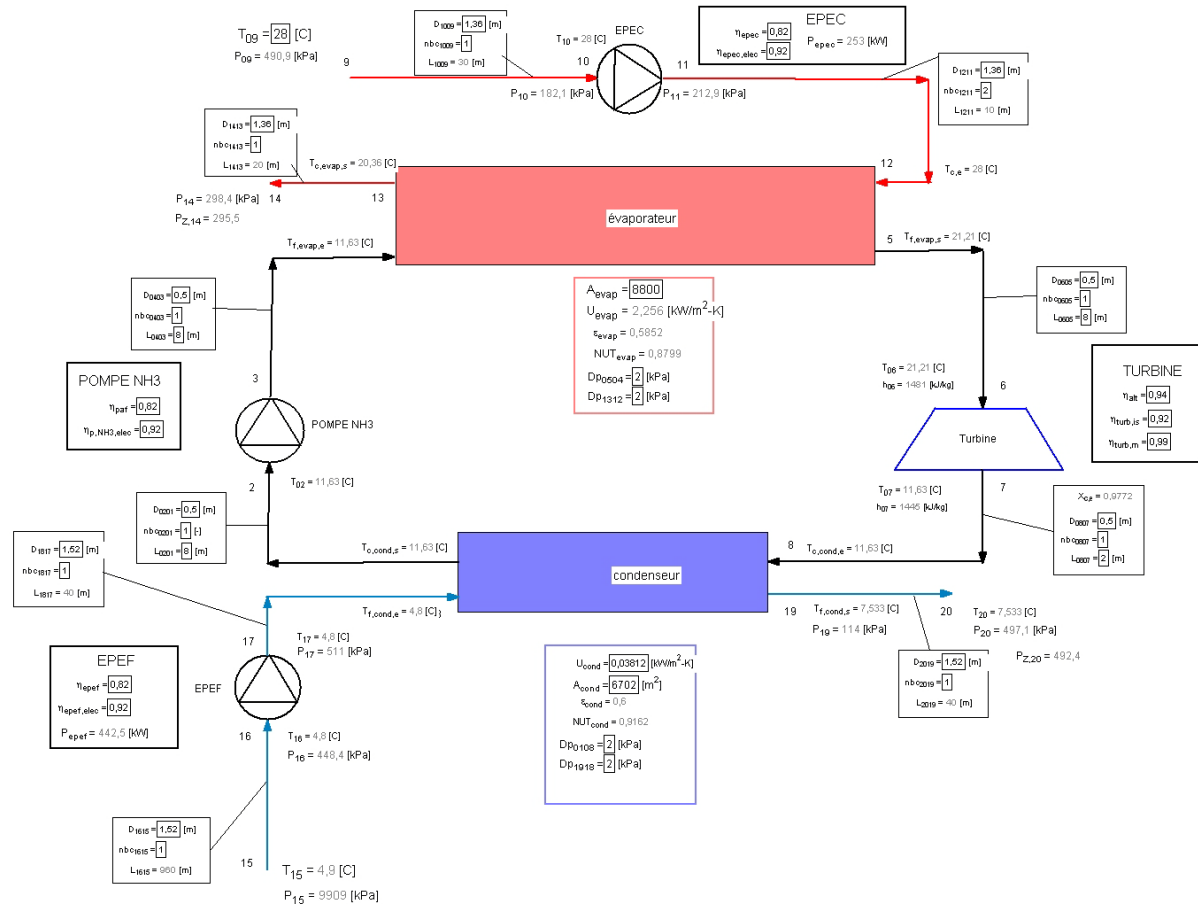 T09 = 28 [C]
P09 = 490,9 [kPa]
9
D1009 = 1,36 [m]
nbc1009 = 1
L1009 = 30 [m]
T10 = 28 [C]
10
P10 = 182,1 [kPa]
EPEC
11
P11 = 212,9 [kPa]
EPEC
ηepec = 0,82
Pepec = 253 [kW]
ηepec,elec = 0,92
D1211 = 1,36 [m]
nbc1211 = 2
L1211 = 10 [m]
D1413 = 1,36 [m]
nbc1413 = 1
L1413 = 20 [m]
Tc,evap,s = 20,36 [C]
12
Tc,e = 28 [C]
P14 = 298,4 [kPa]
14
13
PZ,14 = 295,5
évaporateur
Tf,evap,e = 11,63 [C]
5
Tf,evap,s = 21,21 [C]
D0403 = 0,5 [m]
nbc0403 = 1
L0403 = 8 [m]
Aevap = 8800
Uevap = 2,256 [kW/m²-K]
εevap = 0,5852
NUTevap = 0,8799
Dp0504 = 2 [kPa]
Dp1312 = 2 [kPa]
D0605 = 0,5 [m]
nbc0605 = 1
L0605 = 8 [m]
POMPE NH3
ηpaf = 0,82
ηp,NH3,elec = 0,92
3
POMPE NH3
2
T02 = 11,63 [C]
T06 = 21,21 [C]
h06 = 1481 [kJ/kg]
6
Turbine
TURBINE
ηalt = 0,94
ηturb,is = 0,92
ηturb,m = 0,99
T07 = 11,63 [C]
h07 = 1445 [kJ/kg]
7
Xc,e = 0,9772
D0807 = 0,5 [m]
nbc0807 = 1
L0807 = 2 [m]
D0201 = 0,5 [m]
nbc0201 = 1 [-]
L0201 = 8 [m]
D1817 = 1,52 [m]
nbc1817 = 1
L1817 = 40 [m]
Tc,cond,s = 11,63 [C]
8
Tc,cond,e = 11,63 [C]
condenseur
Tf,cond,e = 4,8 [C]}
19
Tf,cond,s = 7,533 [C]
P19 = 114 [kPa]
20
T20 = 7,533 [C]
P20 = 497,1 [kPa]
PZ,20 = 492,4
D2019 = 1,52 [m]
nbc2019 = 1
L2019 = 40 [m]
17
T17 = 4,8 [C]
P17 = 511 [kPa]
EPEF
ηepef = 0,82
ηepef,elec = 0,92
Pepef = 442,5 [kW]
EPEF
16
T16 = 4,8 [C]
P16 = 448,4 [kPa]
Ucond = 0,03812 [kW/m²-K]
Acond = 6702 [m²]
εcond = 0,6
NUTcond = 0,9162
Dp0108 = 2 [kPa]
Dp1918 = 2 [kPa]
D1615 = 1,52 [m]
nbc1615 = 1
L1615 = 960 [m]
15
T15 = 4,9 [C]
P15 = 9909 [kPa]